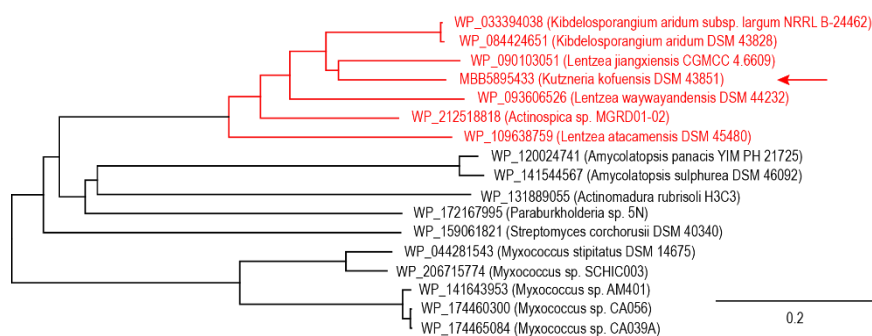 WP_033394038 (Kibdelosporangium aridum subsp. largum NRRL B-24462)
WP_084424651 (Kibdelosporangium aridum DSM 43828)
WP_090103051 (Lentzea jiangxiensis CGMCC 4.6609)
MBB5895433 (Kutzneria kofuensis DSM 43851)
WP_093606526 (Lentzea waywayandensis DSM 44232)
WP_212518818 (Actinospica sp. MGRD01-02)
WP_109638759 (Lentzea atacamensis DSM 45480)
WP_120024741 (Amycolatopsis panacis YIM PH 21725)
WP_141544567 (Amycolatopsis sulphurea DSM 46092)
WP_131889055 (Actinomadura rubrisoli H3C3)
WP_172167995 (Paraburkholderia sp. 5N)
WP_159061821 (Streptomyces corchorusii DSM 40340)
WP_044281543 (Myxococcus stipitatus DSM 14675)
WP_206715774 (Myxococcus sp. SCHIC003)
WP_141643953 (Myxococcus sp. AM401)
WP_174460300 (Myxococcus sp. CA056)
WP_174465084 (Myxococcus sp. CA039A)
0.2